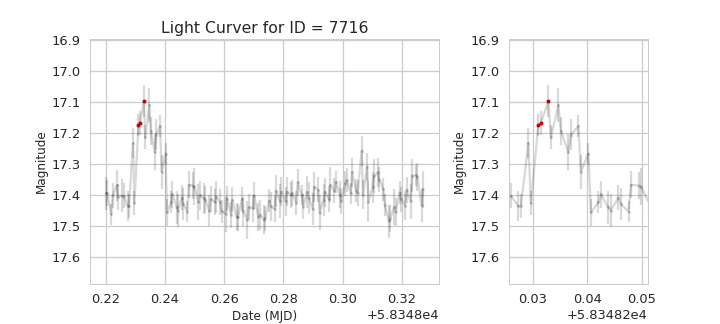 Light Curver for ID = 7716
16.9
17.0
17.1
17.2
17.3
17.4
17.5
17.6
Magnitude
0.22 0.24 0.26 0.28 0.30 0.32
Date (MJD)
+5.8348e4
16.9
17.0
17.1
17.2
17.3
17.4
17.5
17.6
Magnitude
0.03 0.04 0.05
+5.83482e4